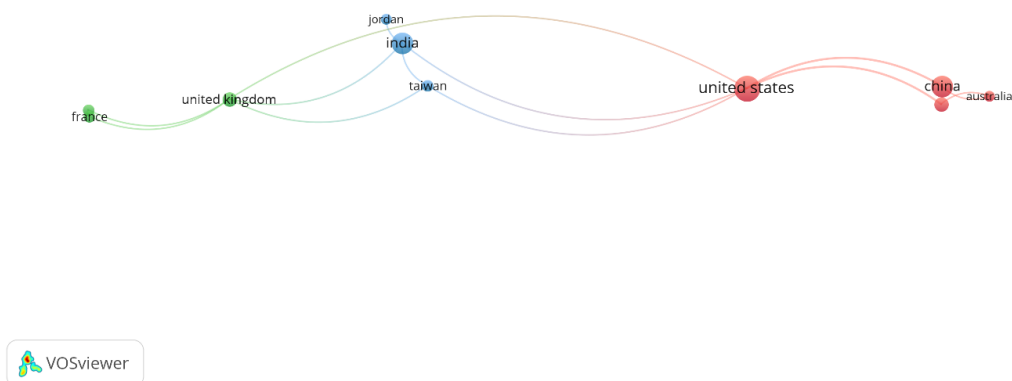 jordan
india
taiwan
united kingdom
france
united states
china
australia
VOSviewer